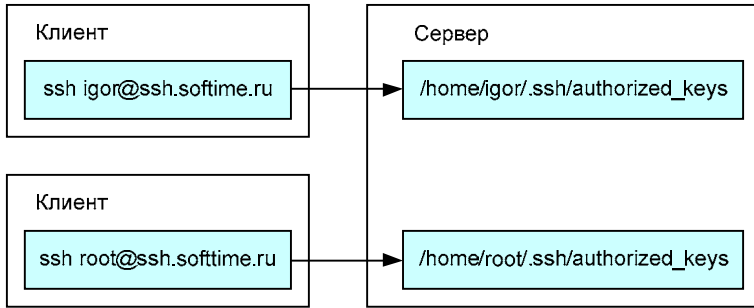 Клиент
ssh igor@ssh.softime.ru
Сервер
/home/igor/.ssh/authorized_keys
Клиент
ssh root@ssh.softtime.ru
/home/root/.ssh/authorized_keys